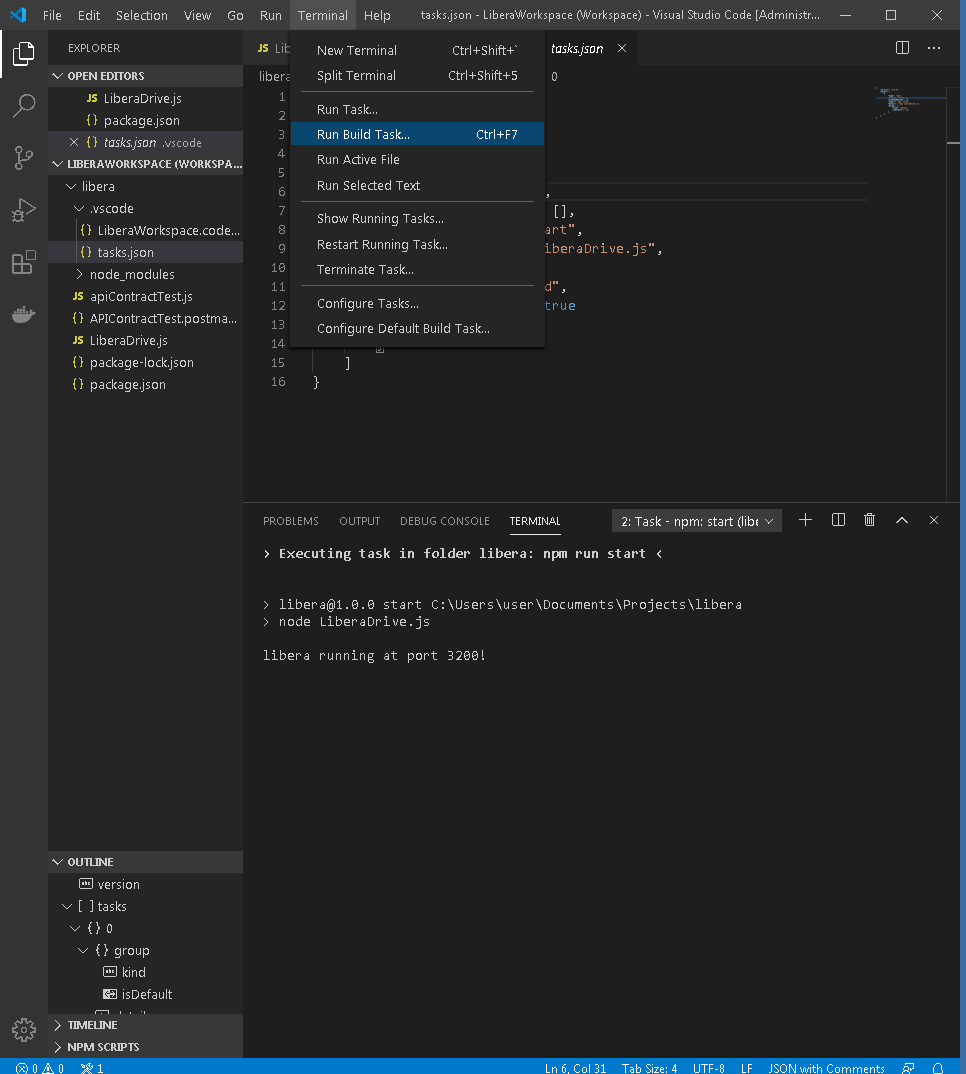 File Edit Selection View Go Run Terminal Help tasks.json - LiberaWorkspace (Workspace) - Visual Studio Code [Administr...
EXPLORER
OPEN EDITORS
JS LiberaDrive.js
{} package.json
{} tasks.json .vscode
LIBERAWORKSPACE (WORKSPA...
libera
.vscode
{} LiberaWorkspace.code...
{} tasks.json
node_modules
JS apiContractTest.js
{} APIContractTest.postma...
JS LiberaDrive.js
{} package-lock.json
{} package.json
OUTLINE
abc version
[ ] tasks
{} 0
{} group
abc kind
isDefault
TIMELINE
NPM SCRIPTS
JS Lib
tasks.json
libera
0
New Terminal Ctrl+Shift+`
Split Terminal Ctrl+Shift+5
Run Task...
Run Build Task... Ctrl+F7
Run Active File
Run Selected Text
Show Running Tasks...
Restart Running Task...
Terminate Task...
Configure Tasks...
Configure Default Build Task...
1
2
3
4
5
6 ,
7 [],
8 art",
9 iberaDrive.js",
10
11 d",
12 true
13
14
15 ]
16 }
PROBLEMS OUTPUT DEBUG CONSOLE TERMINAL 2: Task - npm: start (libe
> Executing task in folder libera: npm run start <
> libera@1.0.0 start C:\Users\user\Documents\Projects\libera
> node LiberaDrive.js
libera running at port 3200!
0 0 1 Ln 6, Col 31 Tab Size: 4 UTF-8 LF JSON with Comments